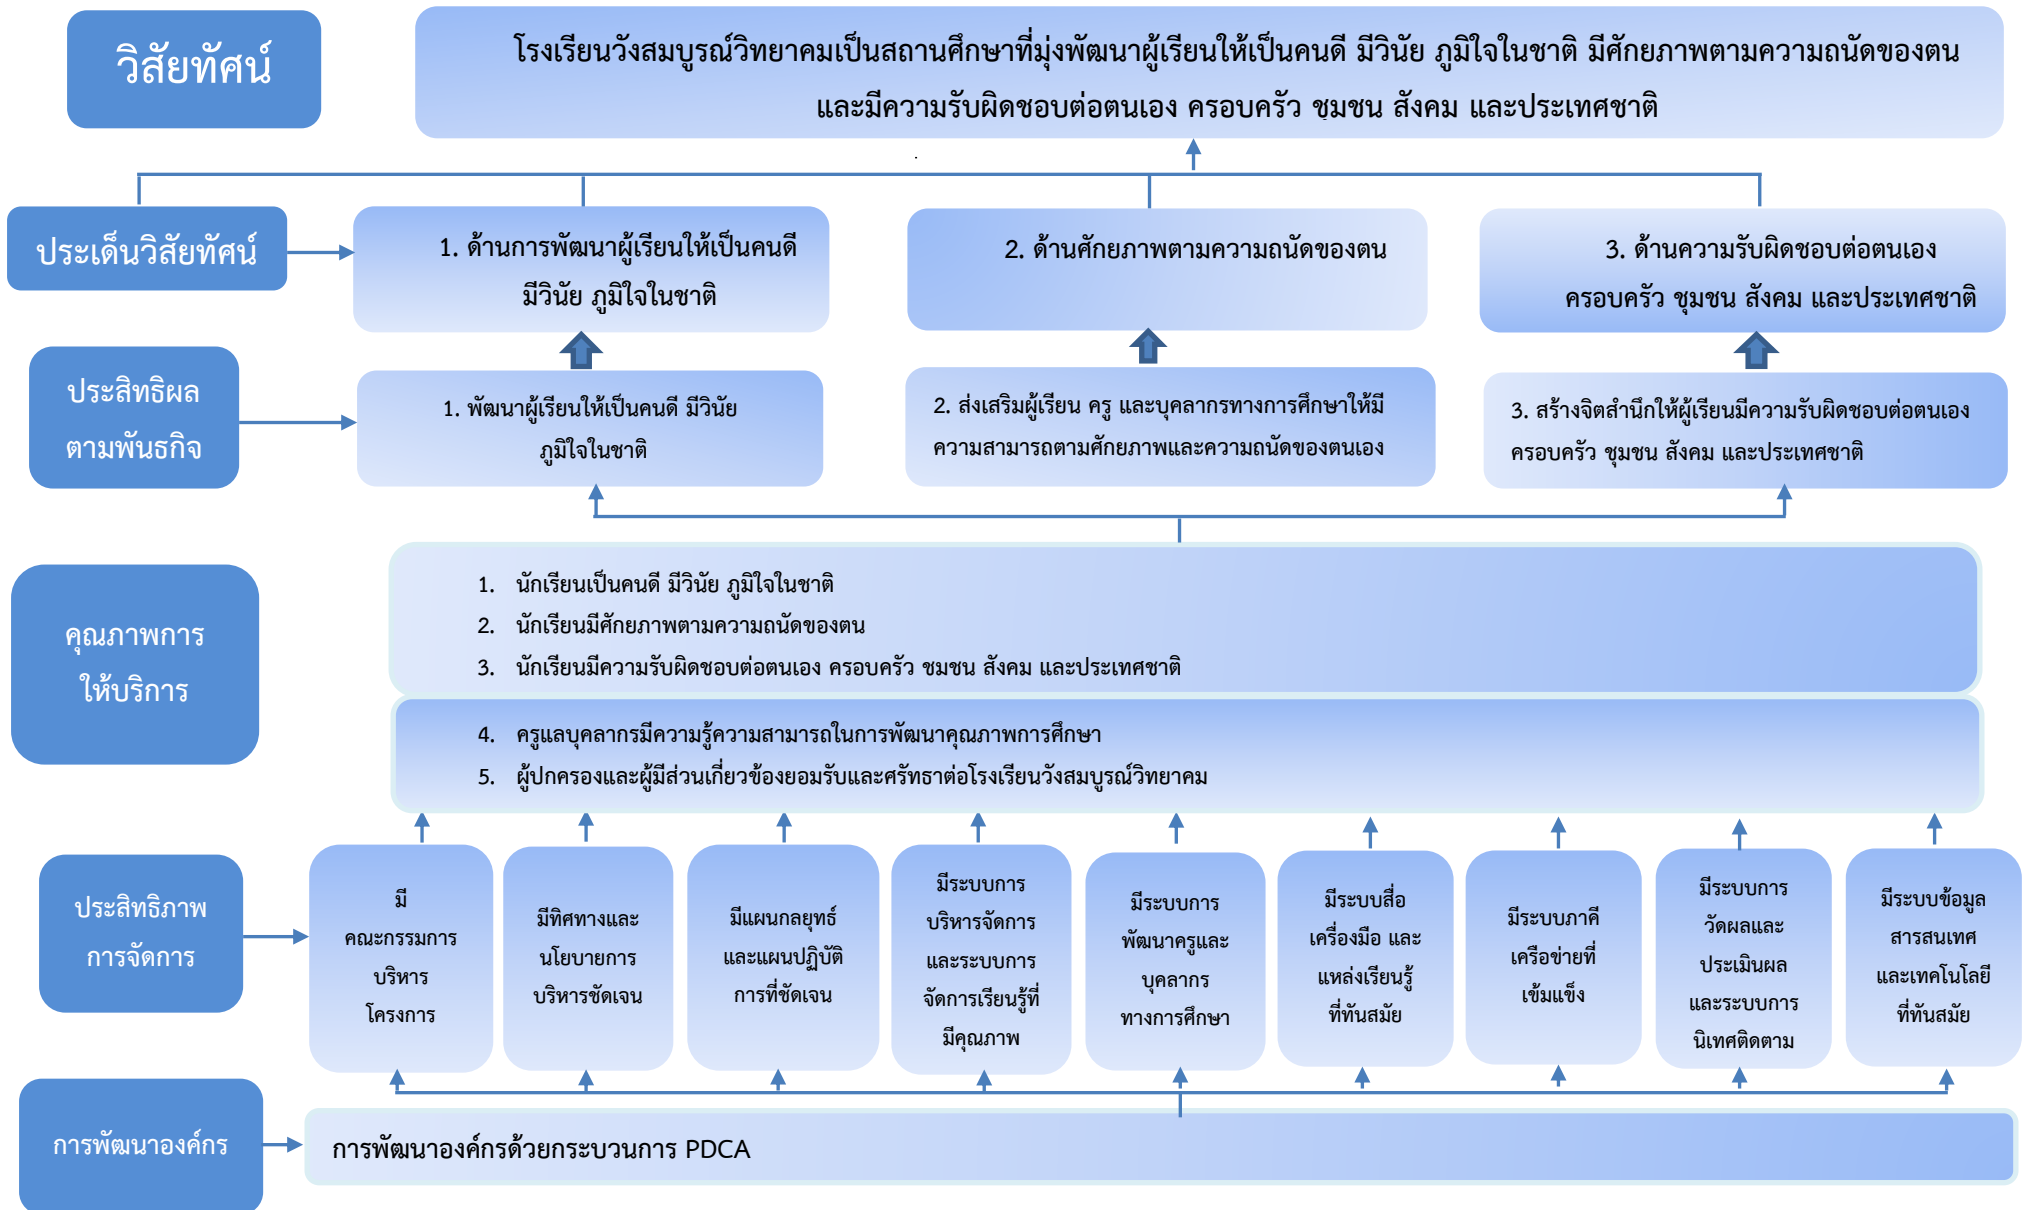 วิสัยทัศน์
โรงเรียนวังสมบูรณ์วิทยาคมเป็นสถานศึกษาที่มุ่งพัฒนาผู้เรียนให้เป็นคนดี มีวินัย ภูมิใจในชาติ มีศักยภาพตามความถนัดของตน
และมีความรับผิดชอบต่อตนเอง ครอบครัว ชุมชน สังคม และประเทศชาติ
ประเด็นวิสัยทัศน์
1. ด้านการพัฒนาผู้เรียนให้เป็นคนดี
มีวินัย ภูมิใจในชาติ
2. ด้านศักยภาพตามความถนัดของตน
3. ด้านความรับผิดชอบต่อตนเอง
ครอบครัว ชุมชน สังคม และประเทศชาติ
ประสิทธิผล
ตามพันธกิจ
1. พัฒนาผู้เรียนให้เป็นคนดี มีวินัย
ภูมิใจในชาติ
2. ส่งเสริมผู้เรียน ครู และบุคลากรทางการศึกษาให้มี
ความสามารถตามศักยภาพและความถนัดของตนเอง
3. สร้างจิตสำนึกให้ผู้เรียนมีความรับผิดชอบต่อตนเอง
ครอบครัว ชุมชน สังคม และประเทศชาติ
คุณภาพการ
ให้บริการ
1. นักเรียนเป็นคนดี มีวินัย ภูมิใจในชาติ
2. นักเรียนมีศักยภาพตามความถนัดของตน
3. นักเรียนมีความรับผิดชอบต่อตนเอง ครอบครัว ชุมชน สังคม และประเทศชาติ
4. ครูแลบุคลากรมีความรู้ความสามารถในการพัฒนาคุณภาพการศึกษา
5. ผู้ปกครองและผู้มีส่วนเกี่ยวข้องยอมรับและศรัทธาต่อโรงเรียนวังสมบูรณ์วิทยาคม
ประสิทธิภาพ
การจัดการ
มี
คณะกรรมการ
บริหาร
โครงการ
มีทิศทางและ
นโยบายการ
บริหารชัดเจน
มีแผนกลยุทธ์
และแผนปฏิบัติ
การที่ชัดเจน
มีระบบการ
บริหารจัดการ
และระบบการ
จัดการเรียนรู้ที่
มีคุณภาพ
มีระบบการ
พัฒนาครูและ
บุคลากร
ทางการศึกษา
มีระบบสื่อ
เครื่องมือ และ
แหล่งเรียนรู้
ที่ทันสมัย
มีระบบภาคี
เครือข่ายที่
เข้มแข็ง
มีระบบการ
วัดผลและ
ประเมินผล
และระบบการ
นิเทศติดตาม
มีระบบข้อมูล
สารสนเทศ
และเทคโนโลยี
ที่ทันสมัย
การพัฒนาองค์กร
การพัฒนาองค์กรด้วยกระบวนการ PDCA